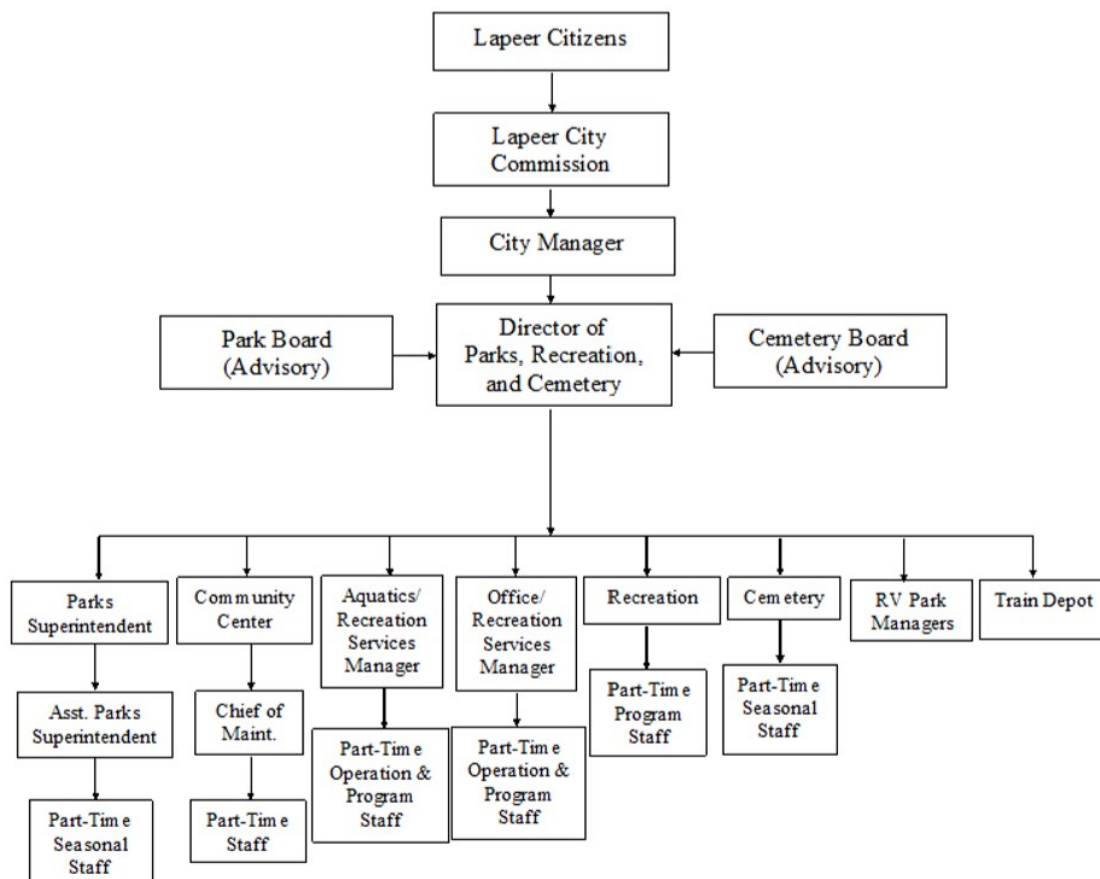 Lapeer Citizens
Lapeer City
Commission
City Manager
Park Board
(Advisory)
Director of
Parks, Recreation,
and Cemetery
Cemetery Board
(Advisory)
Parks
Superintendent
Community
Center
Aquatics/
Recreation
Services
Manager
Office/
Recreation
Services
Manager
Recreation
Cemetery
RV Park
Managers
Train Depot
Asst. Parks
Superintendent
Chief of
Maint.
Part-Time
Operation &
Program
Staff
Part-Time
Operation &
Program
Staff
Part-Time
Program
Staff
Part-Time
Seasonal
Staff
Part-Time
Seasonal
Staff
Part-Time
Staff